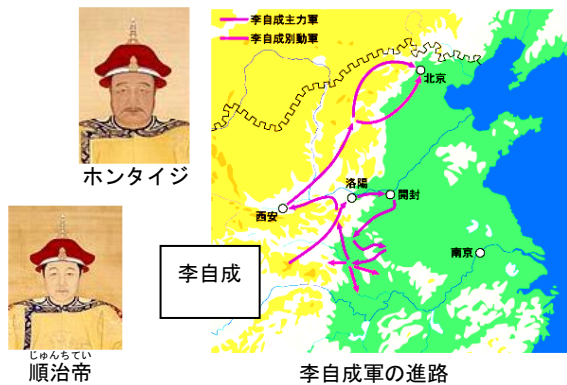 李自成主力軍
李自成別動軍
北京
ホンタイジ
洛陽
開封
西安
南京
李自成
じゅんちてい
順治帝
李自成軍の進路